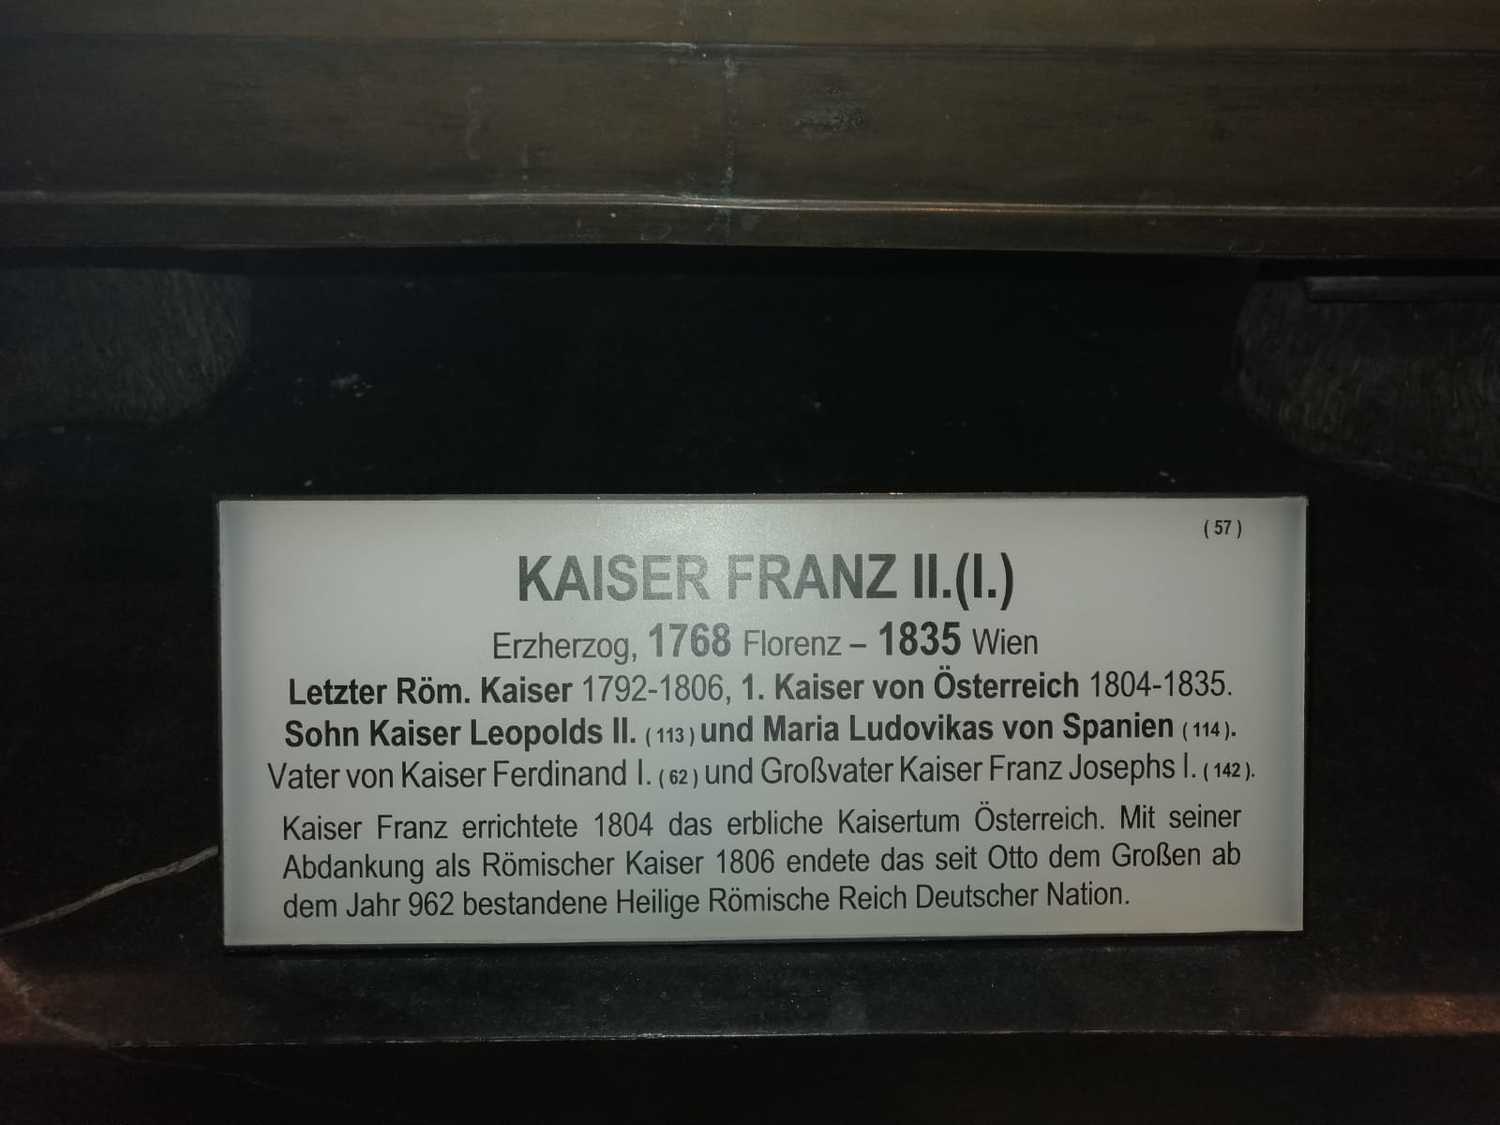 ( 57 )
KAISER FRANZ II.(I.)
Erzherzog, 1768 Florenz – 1835 Wien
Letzter Röm. Kaiser 1792-1806, 1. Kaiser von Österreich 1804-1835.
Sohn Kaiser Leopolds II. ( 113 ) und Maria Ludovikas von Spanien ( 114 ).
Vater von Kaiser Ferdinand I. ( 62 ) und Großvater Kaiser Franz Josephs I. ( 142 ).
Kaiser Franz errichtete 1804 das erbliche Kaisertum Österreich. Mit seiner
Abdankung als Römischer Kaiser 1806 endete das seit Otto dem Großen ab
dem Jahr 962 bestandene Heilige Römische Reich Deutscher Nation.